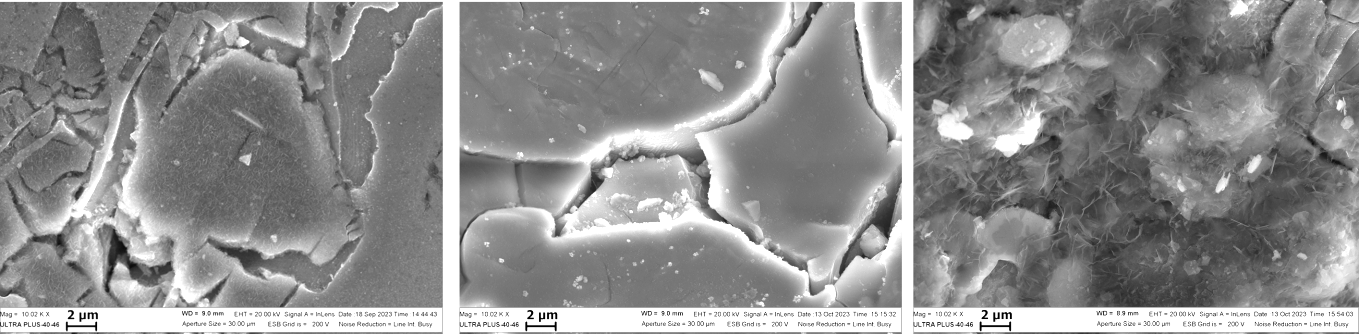 Mag = 10.02 K X
2 µm
WD = 9.0 mm
EHT = 20.00 kV
Signal A = InLens
Date :18 Sep 2023
Time :14:44:43
ULTRA PLUS-40-46
Aperture Size = 30.00 µm
ESB Grid is = 200 V
Noise Reduction = Line Int. Busy
Mag = 10.02 K X
2 µm
WD = 9.0 mm
EHT = 20.00 kV
Signal A = InLens
Date :13 Oct 2023
Time :15:15:32
ULTRA PLUS-40-46
Aperture Size = 30.00 µm
ESB Grid is = 200 V
Noise Reduction = Line Int. Busy
Mag = 10.02 K X
2 µm
WD = 8.9 mm
EHT = 20.00 kV
Signal A = InLens
Date :13 Oct 2023
Time :15:54:03
ULTRA PLUS-40-46
Aperture Size = 30.00 µm
ESB Grid is = 200 V
Noise Reduction = Line Int. Busy